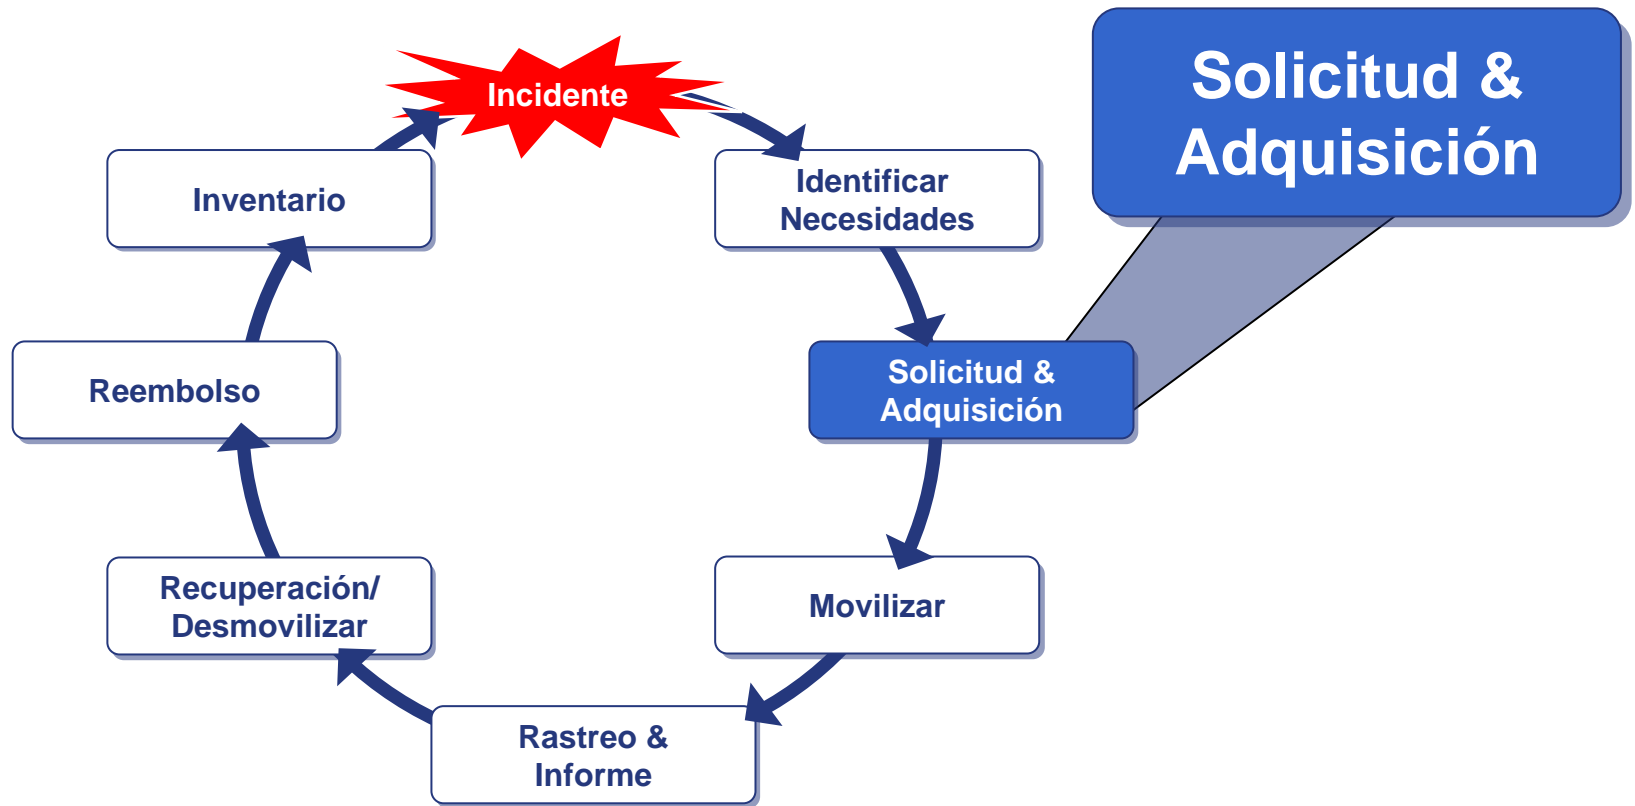 Incidente
Solicitud &
Adquisición
Inventario
Identificar
Necesidades
Reembolso
Solicitud &
Adquisición
Recuperación/
Desmovilizar
Movilizar
Rastreo &
Informe